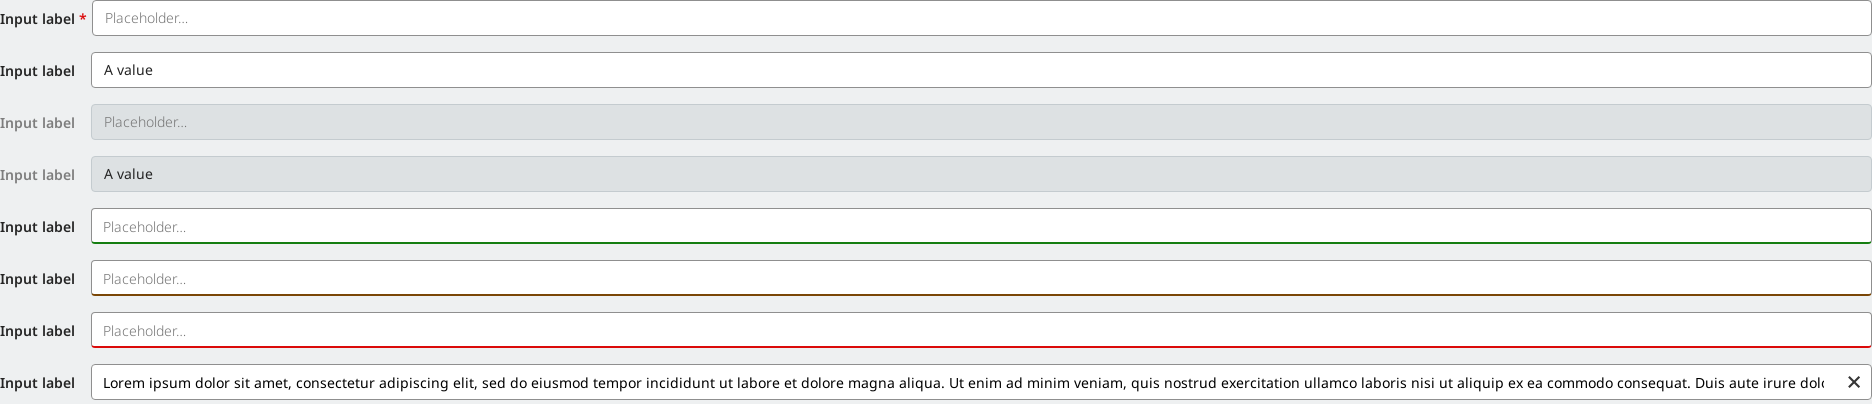 Input label * Placeholder...
Input label A value
Input label Placeholder...
Input label A value
Input label Placeholder...
Input label Placeholder...
Input label Placeholder...
Input label Lorem ipsum dolor sit amet, consectetur adipiscing elit, sed do eiusmod tempor incididunt ut labore et dolore magna aliqua. Ut enim ad minim veniam, quis nostrud exercitation ullamco laboris nisi ut aliquip ex ea commodo consequat. Duis aute irure